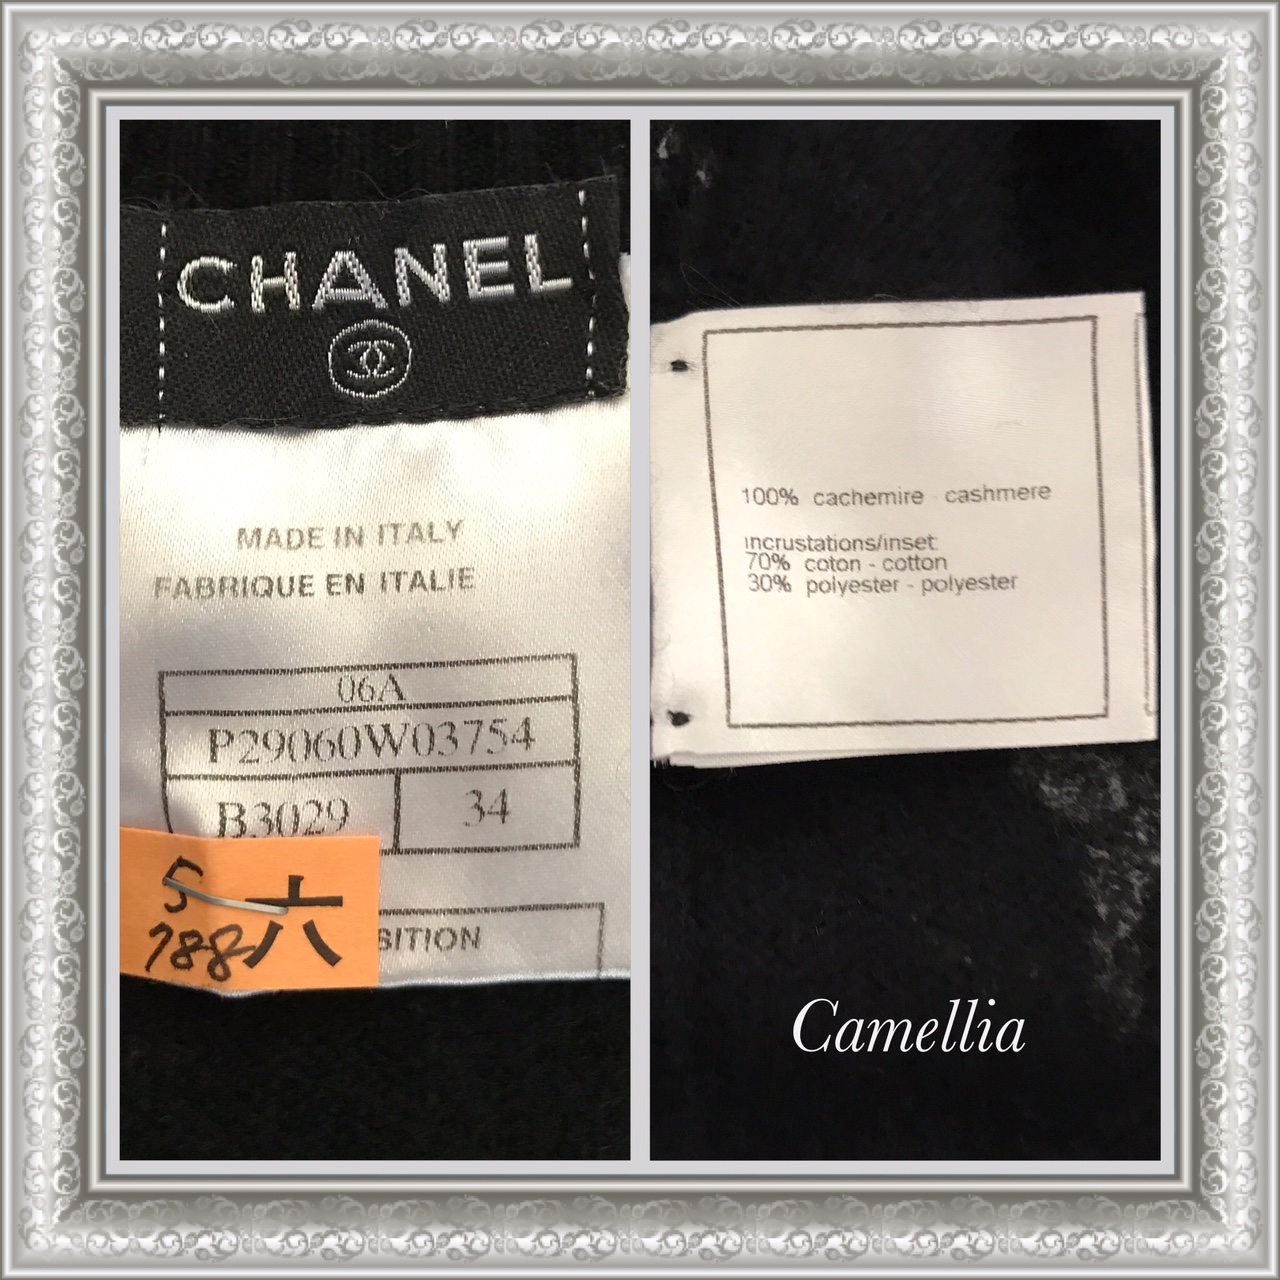 CHANEL
MADE IN ITALY
FABRIQUE EN ITALIE
06A
P29060W03754
B3029
34
5
六
788
SITION
100% cachemire - cashmere
incrustations/inset:
70% coton - cotton
30% polyester - polyester
Camellia